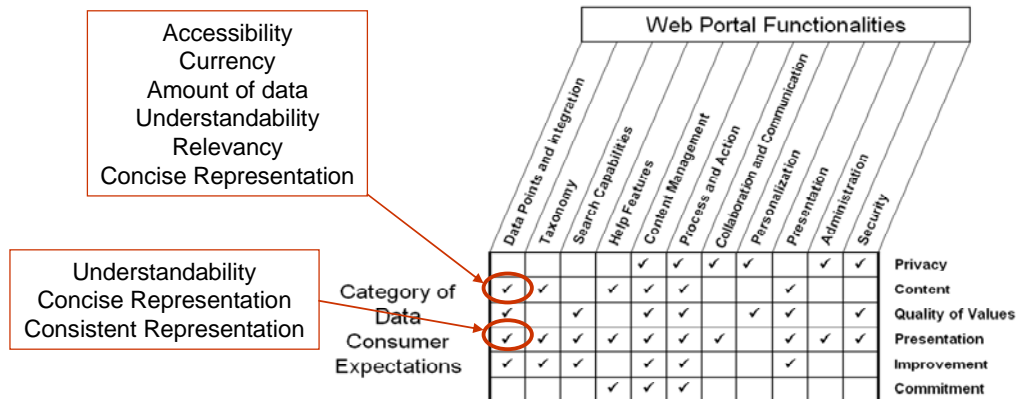 Accessibility
Currency
Amount of data
Understandability
Relevancy
Concise Representation
Understandability
Concise Representation
Consistent Representation
Web Portal Functionalities
Data Points and integration
Taxonomy
Search Capabilities
Help Features
Content Management
Process and Action
Collaboration and Communication
Personalization
Presentation
Administration
Security
Category of
Data
Consumer
Expectations
✓ ✓ ✓ ✓ ✓ ✓ Privacy
✓ ✓ ✓ ✓ ✓ ✓ Content
✓ ✓ ✓ ✓ ✓ ✓ ✓ Quality of Values
✓ ✓ ✓ ✓ ✓ ✓ ✓ ✓ ✓ ✓ Presentation
✓ ✓ ✓ ✓ ✓ ✓ Improvement
✓ ✓ ✓ Commitment